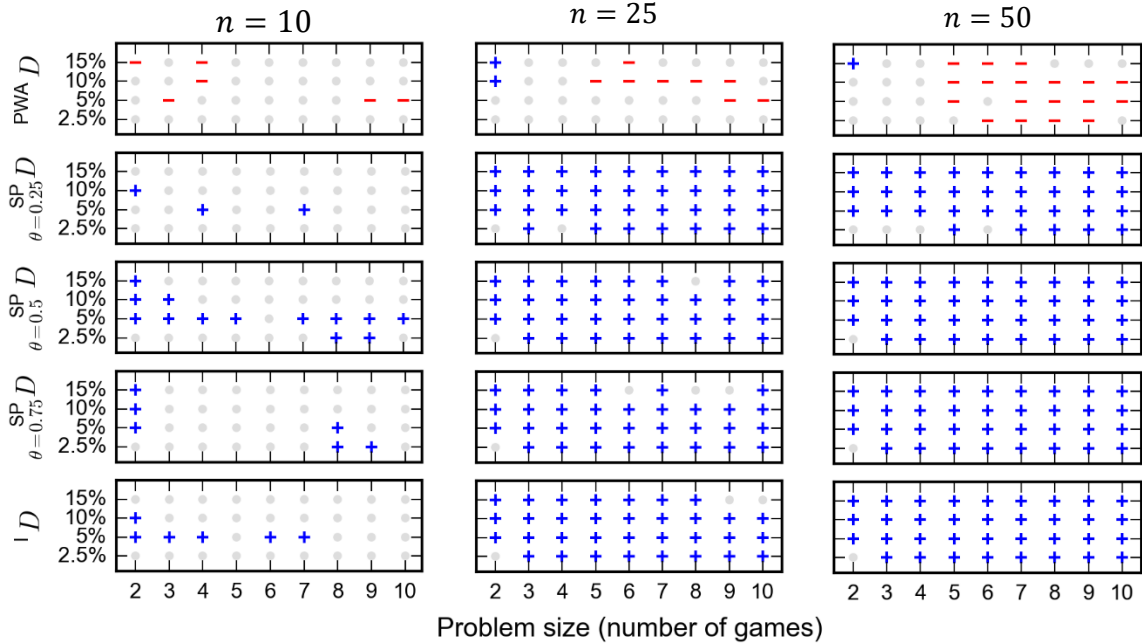 n = 10
n = 25
n = 50
PWA D
15%
10%
5%
2.5%
SP θ=0.25 D
15%
10%
5%
2.5%
SP θ=0.5 D
15%
10%
5%
2.5%
SP θ=0.75 D
15%
10%
5%
2.5%
I D
15%
10%
5%
2.5%
2 3 4 5 6 7 8 9 10
2 3 4 5 6 7 8 9 10
2 3 4 5 6 7 8 9 10
Problem size (number of games)